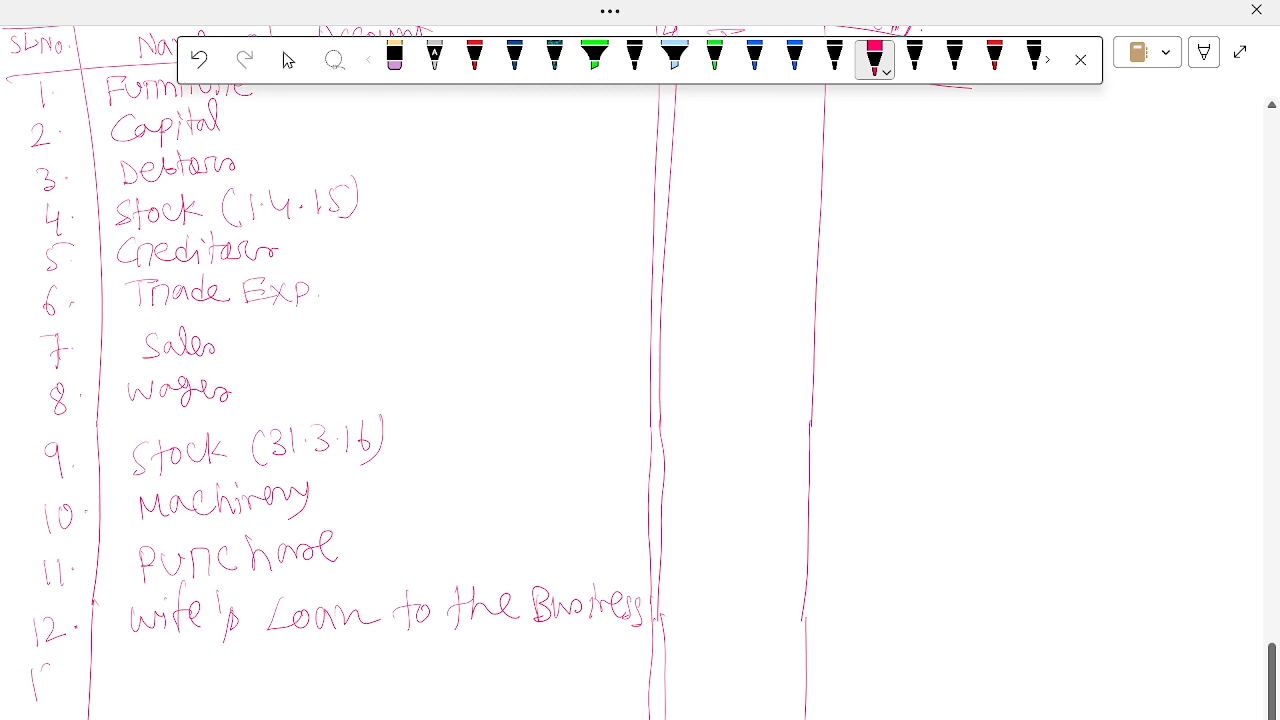 SL.No.
1. Furniture
2. Capital
3. Debtors
4. Stock (1.4.15)
5. Creditors
6. Trade Exp.
7. Sales
8. Wages
9. Stock (31.3.16)
10. Machinery
11. Purchase
12. Wife's Loan to the Business